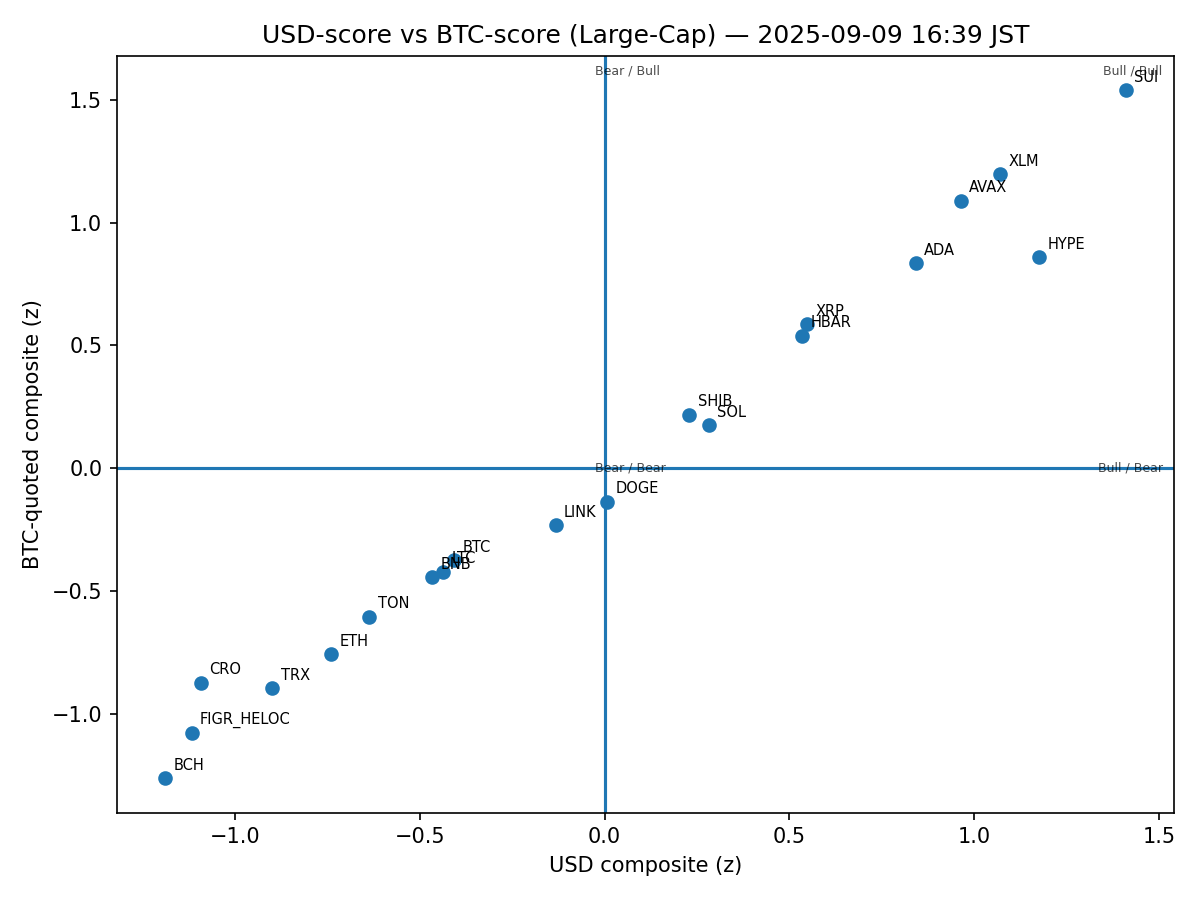 USD-score vs BTC-score (Large-Cap) — 2025-09-09 16:39 JST
Bear / Bull
Bull / Bull
SUI
1.5
XLM
AVAX
1.0
HYPE
ADA
XRP
HBAR
0.5
SHIB
SOL
0.0
Bear / Bear
Bull / Bear
DOGE
LINK
BTC
LTC
BNB
−0.5
TON
ETH
CRO
TRX
−1.0
FIGR_HELOC
BCH
−1.0
−0.5
0.0
0.5
1.0
1.5
USD composite (z)
BTC-quoted composite (z)